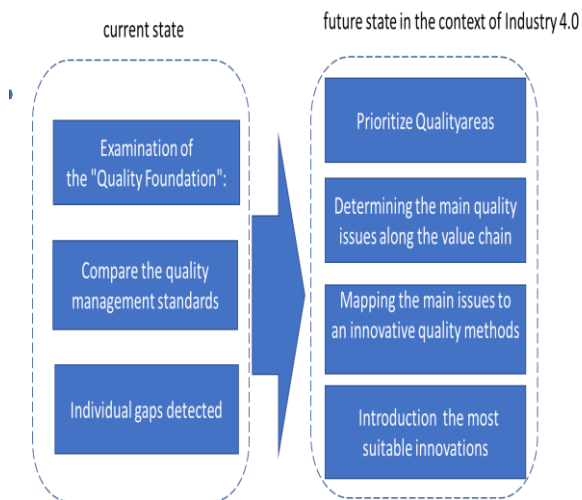 current state
future state in the context of Industry 4.0
Examination of
the "Quality Foundation":
Compare the quality
management standards
Individual gaps detected
Prioritize Qualityareas
Determining the main quality
issues along the value chain
Mapping the main issues to
an innovative quality methods
Introduction the most
suitable innovations